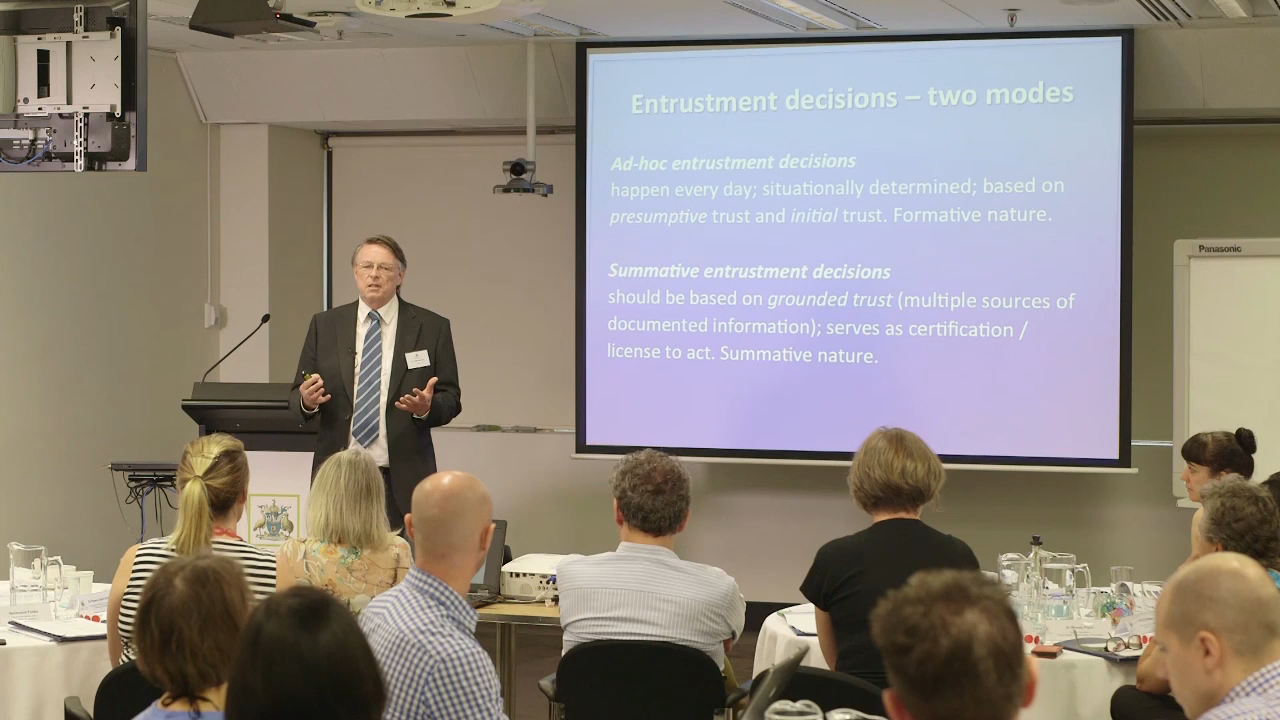 Entrustment decisions – two modes
Ad-hoc entrustment decisions
happen every day; situationally determined; based on
presumptive trust and initial trust. Formative nature.
Summative entrustment decisions
should be based on grounded trust (multiple sources of
documented information); serves as certification /
license to act. Summative nature.
Panasonic